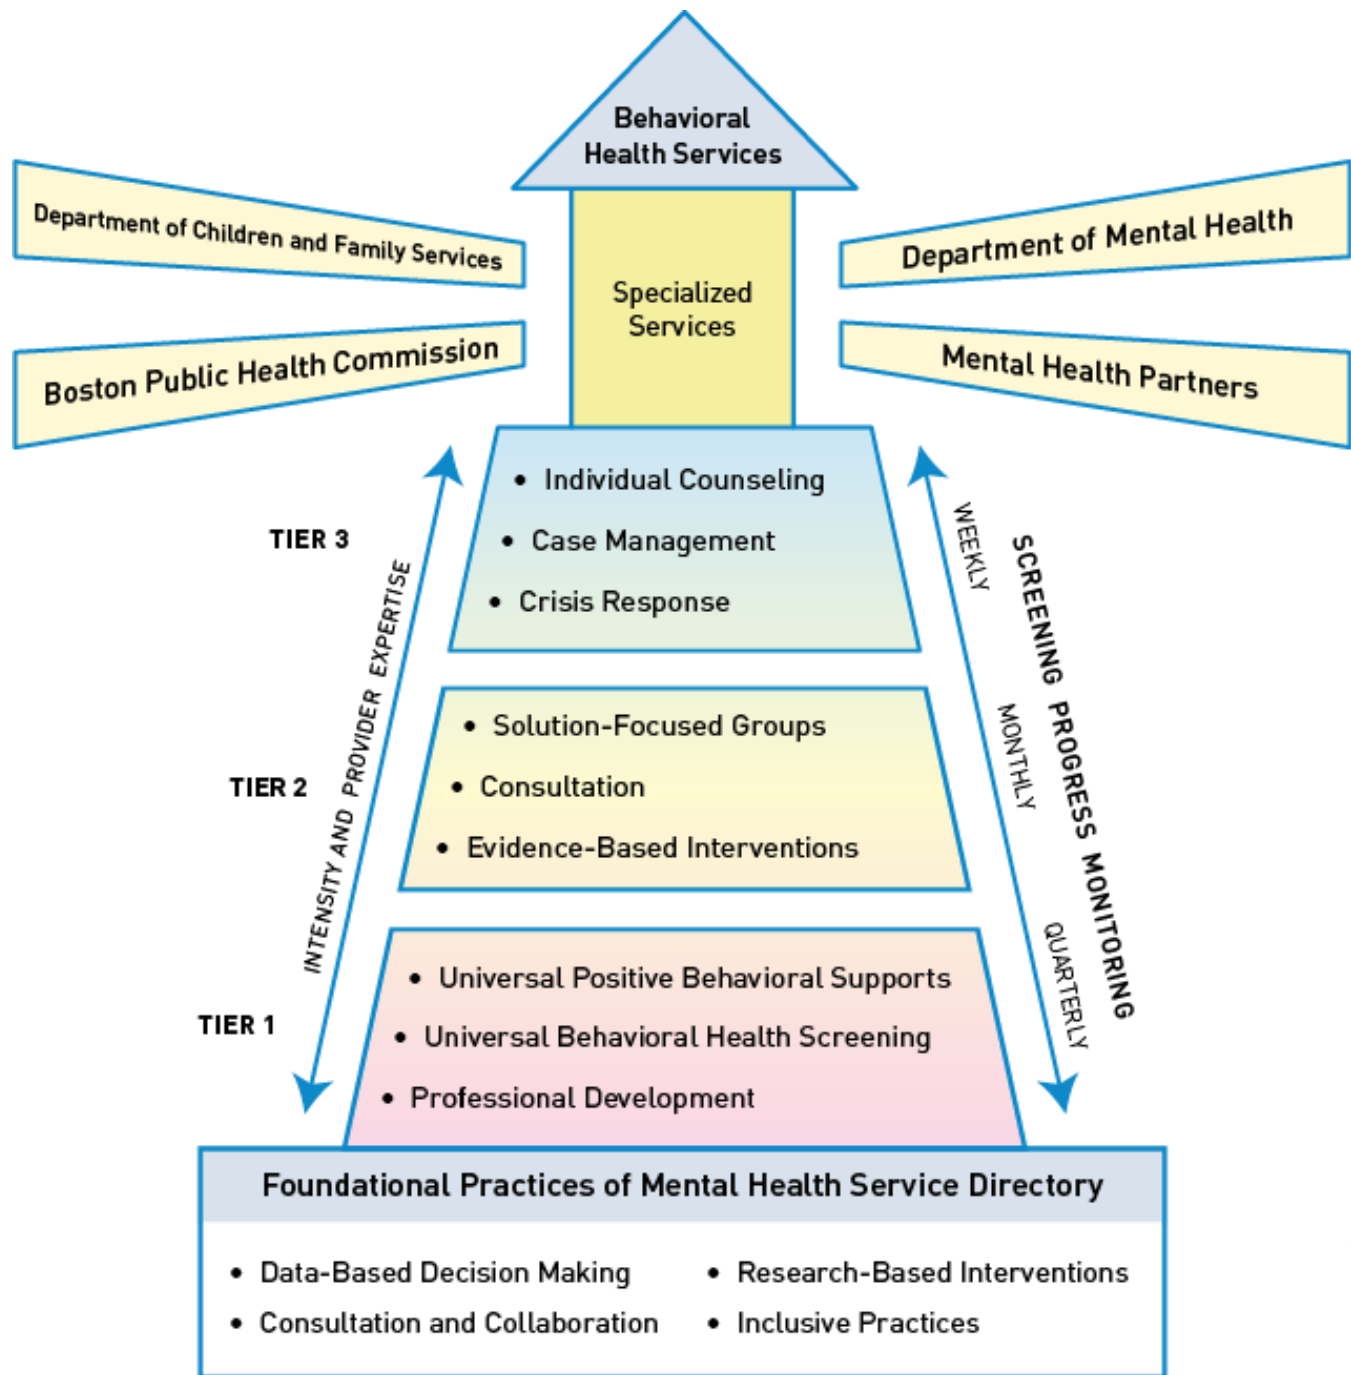 Behavioral
Health Services
Department of Children and Family Services
Department of Mental Health
Specialized
Services
Boston Public Health Commission
Mental Health Partners
TIER 3
• Individual Counseling
• Case Management
• Crisis Response
WEEKLY
INTENSITY AND PROVIDER EXPERTISE
SCREENING PROGRESS MONITORING
TIER 2
• Solution-Focused Groups
• Consultation
• Evidence-Based Interventions
MONTHLY
TIER 1
• Universal Positive Behavioral Supports
• Universal Behavioral Health Screening
• Professional Development
QUARTERLY
Foundational Practices of Mental Health Service Directory
• Data-Based Decision Making
• Consultation and Collaboration
• Research-Based Interventions
• Inclusive Practices